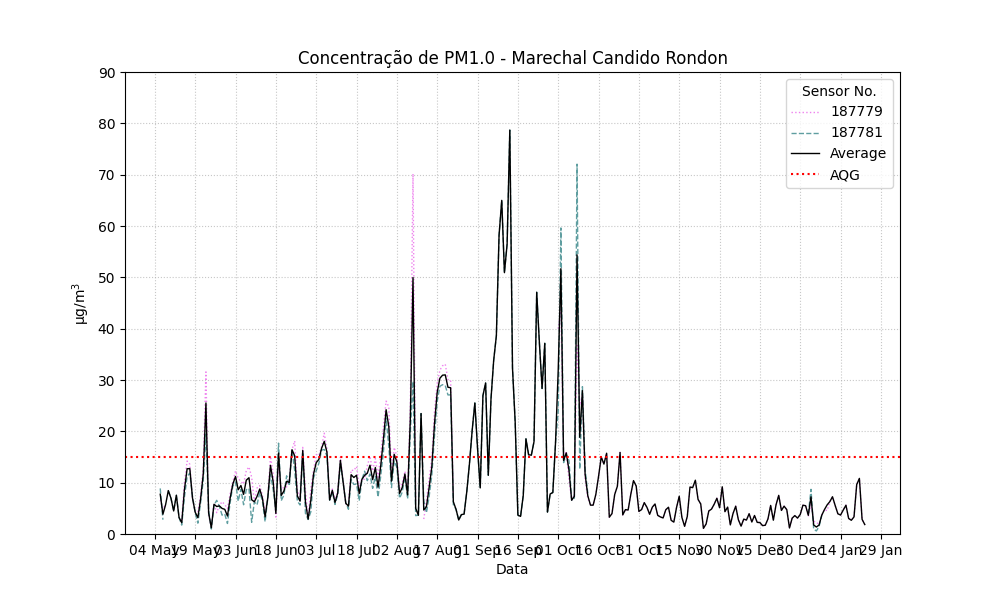 Concentração de PM1.0 - Marechal Candido Rondon
Sensor No.
187779
187781
Average
AQG
µg/m³
90
80
70
60
50
40
30
20
10
0
04 May 19 May 03 Jun 18 Jun 03 Jul 18 Jul 02 Aug 17 Aug 01 Sep 16 Sep 01 Oct 16 Oct 31 Oct 15 Nov 30 Nov 15 Dec 30 Dec 14 Jan 29 Jan
Data